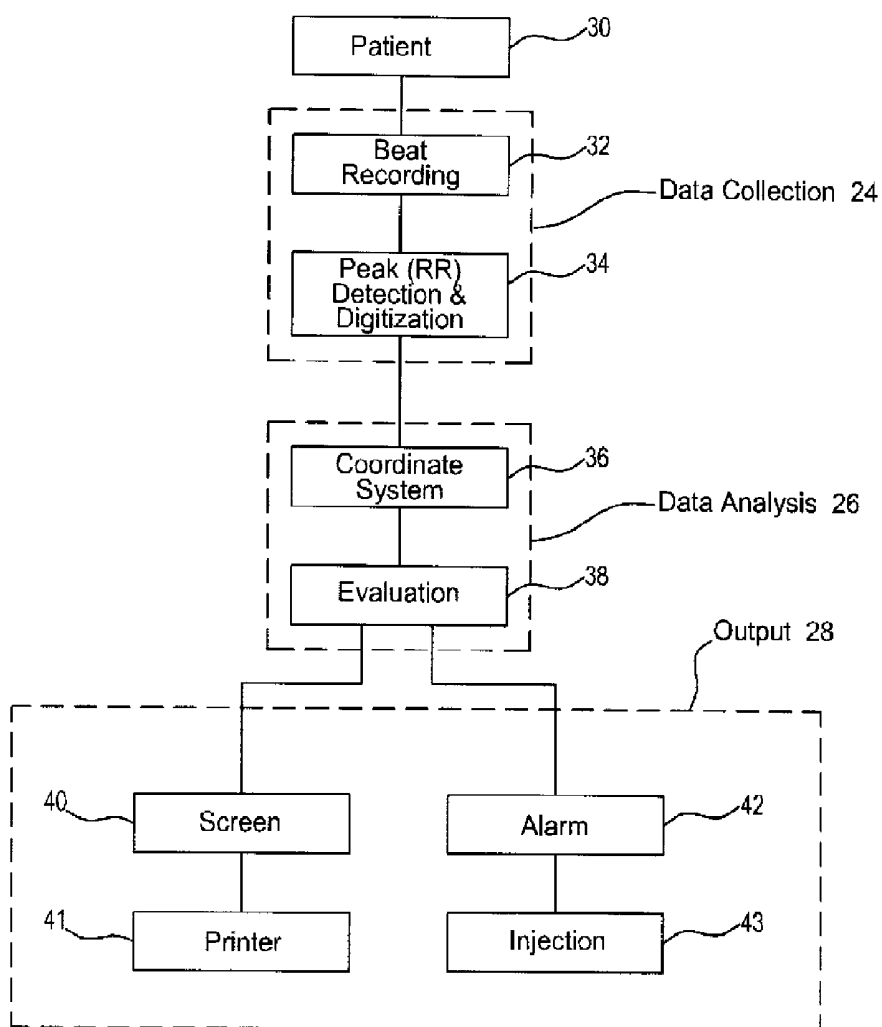 Patient
30
Beat
Recording
32
Data Collection 24
Peak (RR)
Detection &
Digitization
34
Coordinate
System
36
Data Analysis 26
Evaluation
38
Output 28
40
Screen
Alarm
42
41
Printer
Injection
43